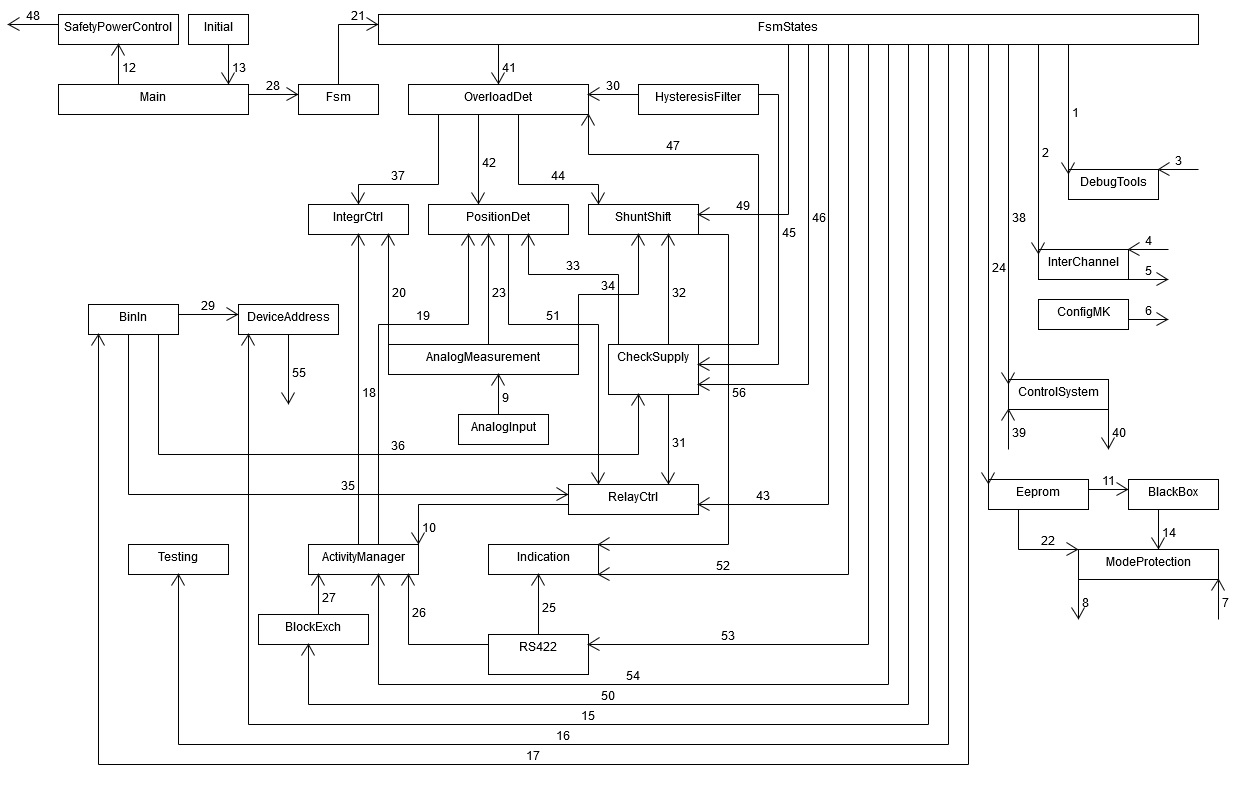 48
SafetyPowerControl
Initial
21
FsmStates
12
13
41
Main
28
Fsm
OverloadDet
30
HysteresisFilter
1
47
2
3
37
42
44
DebugTools
IntegrCtrl
PositionDet
ShuntShift
49
46
38
45
4
InterChannel
33
24
5
34
20
23
32
29
BinIn
DeviceAddress
19
51
ConfigMK
6
AnalogMeasurement
CheckSupply
55
18
56
ControlSystem
9
AnalogInput
39
40
36
31
35
RelayCtrl
43
11
Eeprom
BlackBox
10
14
22
Testing
ActivityManager
Indication
52
ModeProtection
27
26
25
8
7
BlockExch
53
RS422
54
50
15
16
17